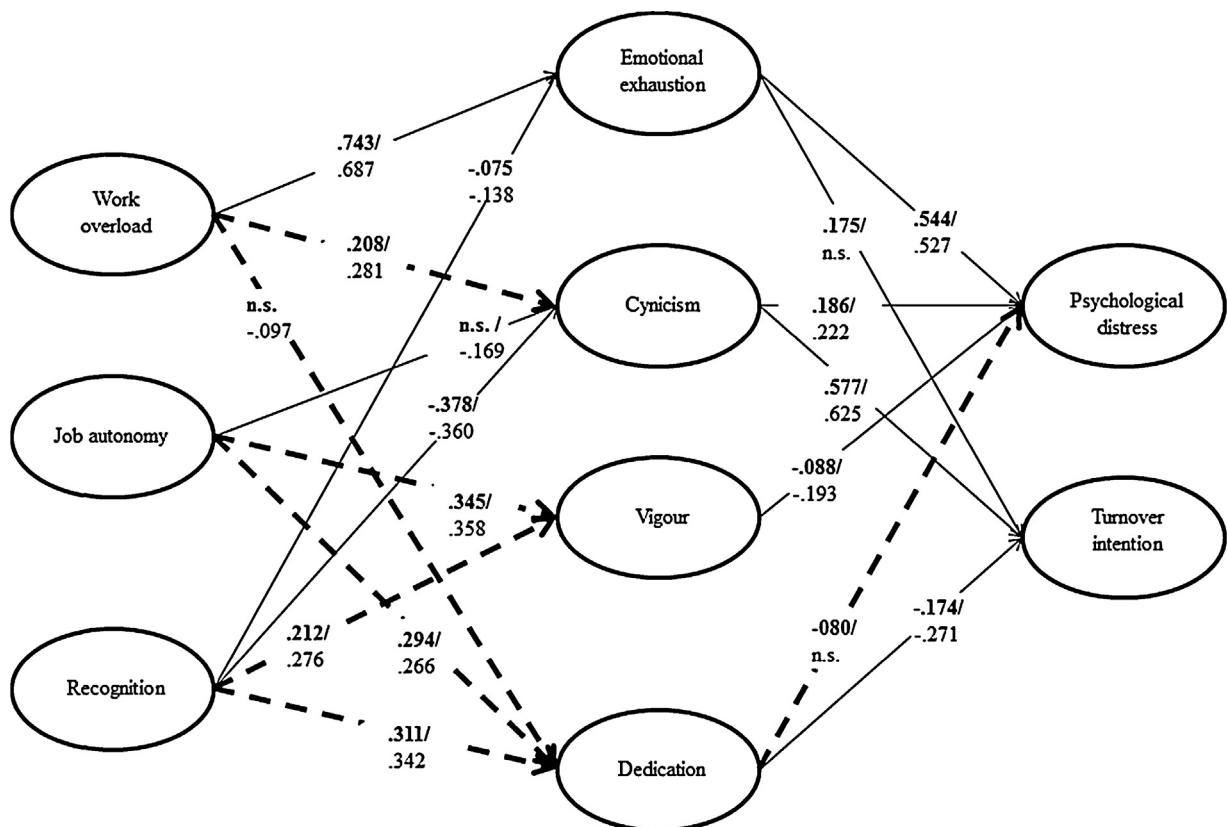 Emotional
exhaustion
.743/
.687
-.075
-.138
Work
overload
.175/
n.s.
.544/
.527
.208/
.281
n.s.
-.097
Cynicism
.186/
.222
Psychological
distress
n.s. /
-.169
.577/
.625
-.378/
-.360
Job autonomy
-.088/
-.193
.345/
.358
Vigour
Turnover
intention
.212/
.276
.294/
.266
-080/
n.s.
-.174/
-.271
Recognition
.311/
.342
Dedication